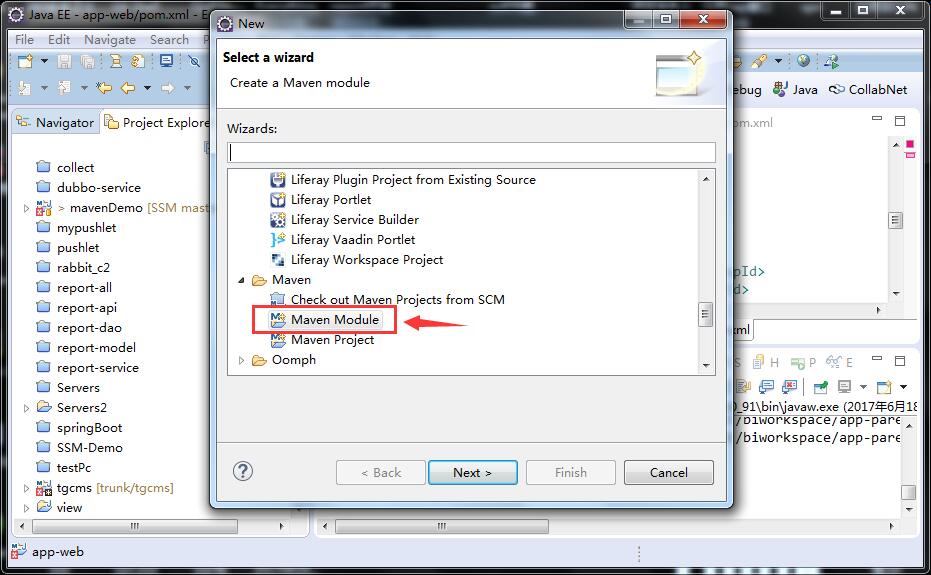 Java EE - app-web/pom.xml - E
New
File Edit Navigate Search
Select a wizard
Create a Maven module
Wizards:
Java
CollabNet
Navigator
Project Explore
om.xml
collect
dubbo-service
> mavenDemo [SSM mast
mypushlet
pushlet
rabbit_c2
report-all
report-api
report-dao
report-model
report-service
Servers
Servers2
springBoot
SSM-Demo
testPc
tgcms [trunk/tgcms]
view
Liferay Plugin Project from Existing Source
Liferay Portlet
Liferay Service Builder
Liferay Vaadin Portlet
Liferay Workspace Project
Maven
Check out Maven Projects from SCM
Maven Module
Maven Project
Oomph
pId>
d>
ml
S H P E
0_91\bin\javaw.exe (2017年6月18
/biworkspace/app-pare
/biworkspace/app-pare
< Back
Next >
Finish
Cancel
app-web